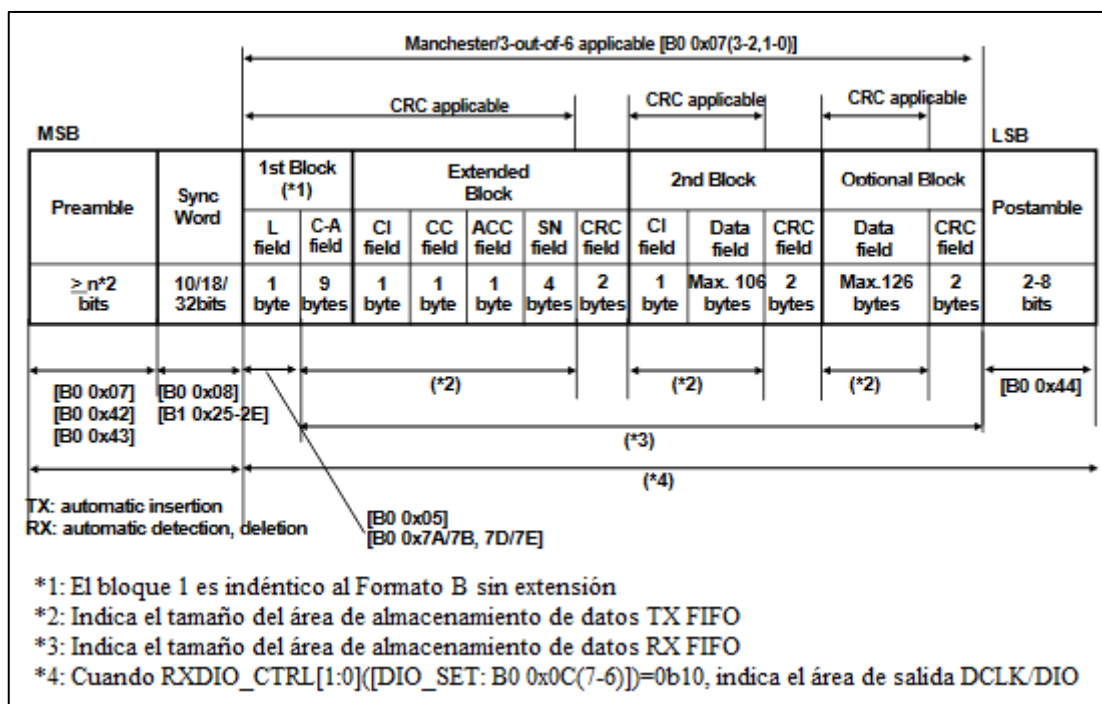 Manchester/3-out-of-6 applicable [B0 0x07(3-2,1-0)]
CRC applicable CRC applicable CRC applicable
MSB LSB
Preamble Sync Word 1st Block (*1) Extended Block 2nd Block Optional Block Postamble
L field C-A field CI field CC field ACC field SN field CRC field CI field Data field CRC field Data field CRC field
≥ n*2 bits 10/18/ 32bits 1 byte 9 bytes 1 byte 1 byte 1 byte 4 bytes 2 bytes 1 byte Max. 106 bytes 2 bytes Max.126 bytes 2 bytes 2-8 bits
[B0 0x07] [B0 0x08] (*2) (*2) (*2) [B0 0x44]
[B0 0x42] [B1 0x25-2E]
[B0 0x43]
(*3)
(*4)
TX: automatic insertion
RX: automatic detection, deletion
[B0 0x05]
[B0 0x7A/7B, 7D/7E]
*1: El bloque 1 es indéntico al Formato B sin extensión
*2: Indica el tamaño del área de almacenamiento de datos TX FIFO
*3: Indica el tamaño del área de almacenamiento de datos RX FIFO
*4: Cuando RXDIO_CTRL[1:0]([DIO_SET: B0 0x0C(7-6)])=0b10, indica el área de salida DCLK/DIO